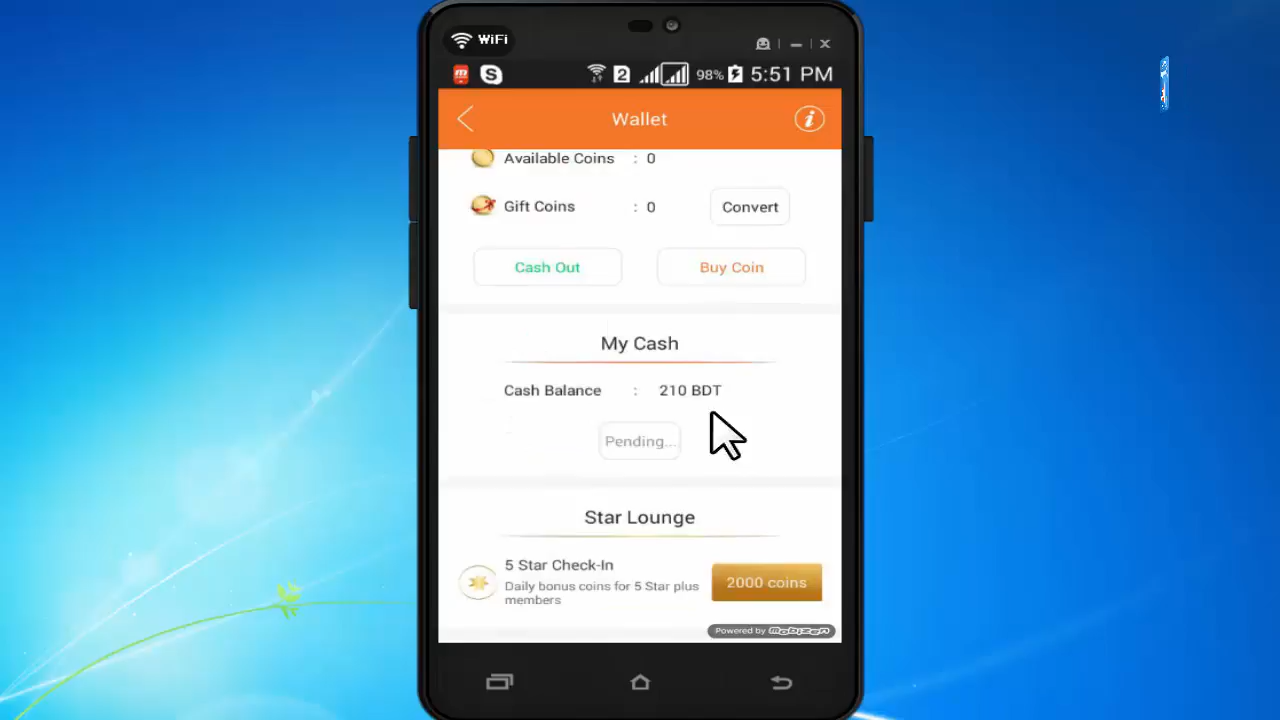 WiFi
2 98% 5:51 PM
Wallet
Available Coins : 0
Gift Coins : 0 Convert
Cash Out Buy Coin
My Cash
Cash Balance : 210 BDT
Pending...
Star Lounge
5 Star Check-In
Daily bonus coins for 5 Star plus
members
2000 coins
Powered by mobizen